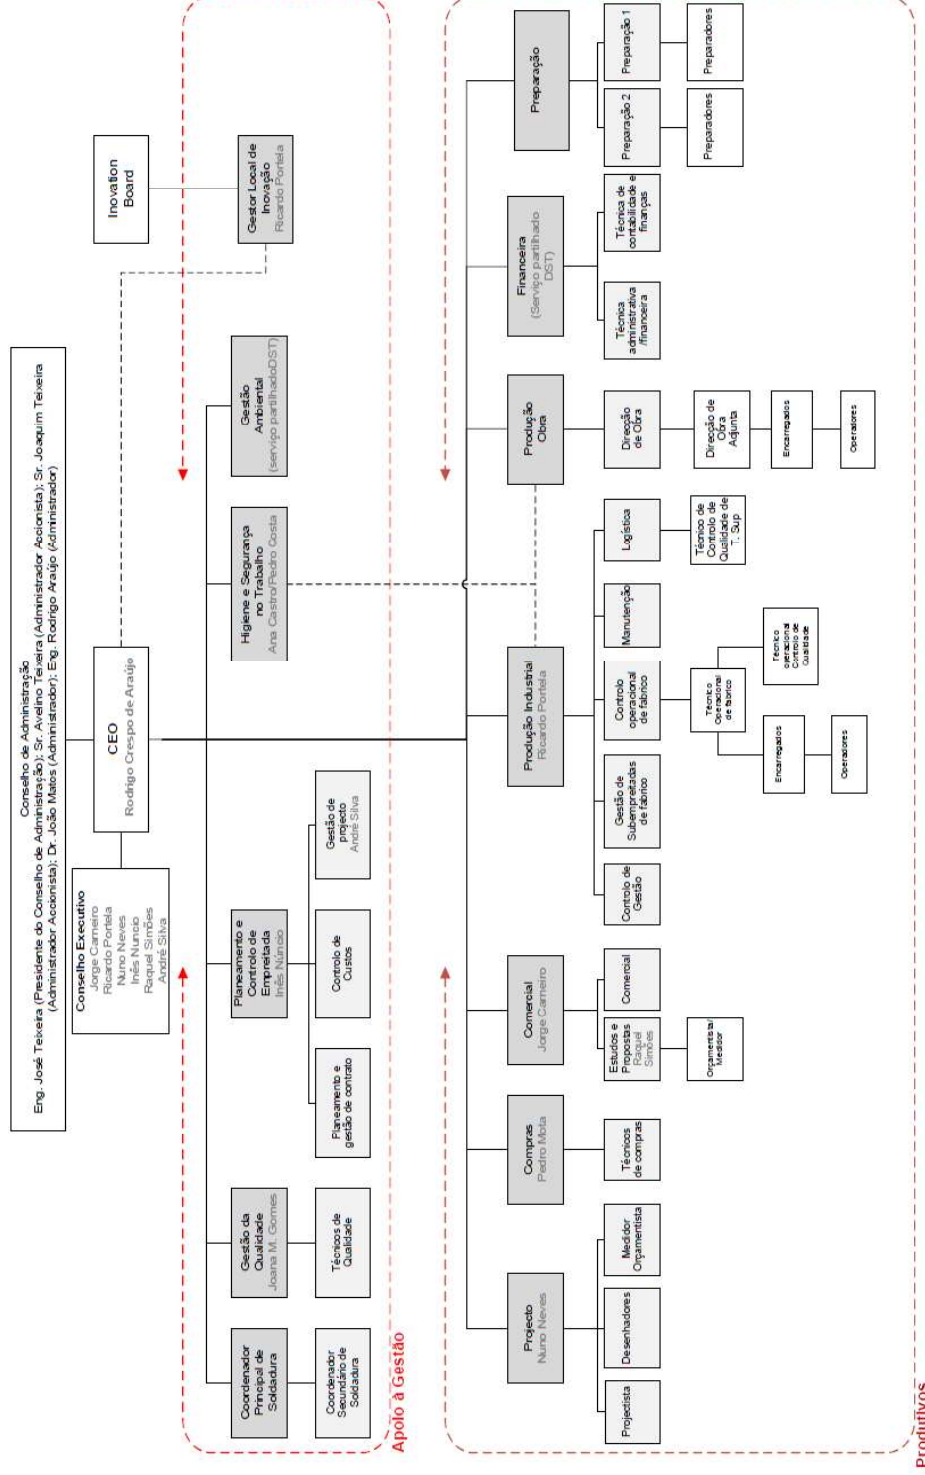 Conselho de Administração
Eng. José Teixeira (Presidente do Conselho de Administração); Sr. Avelino Teixeira (Administrador Accionista); Sr. Joaquim Teixeira
(Administrador Accionista); Dr. João Matos (Administrador); Eng. Rodrigo Araújo (Administrador)
Conselho Executivo
Jorge Carneiro
Ricardo Portela
Nuno Neves
Inês Nuncio
Raquel Simões
André Silva
CEO
Rodrigo Crespo de Araújo
Inovation
Board
Coordenador
Principal de
Soldadura
Coordenador
Secundário de
Soldadura
Gestão da
Qualidade
Joana M. Gomes
Técnicos de
Qualidade
Planeamento e
Controlo de
Empreitada
Inês Núncio
Planeamento e
gestão de contrato
Controlo de
Custos
Gestão de
projecto
André Silva
Higiene e Segurança
no Trabalho
Ana Castro/Pedro Costa
Gestão
Ambiental
(serviço partilhadoDST)
Gestor Local de
Inovação
Ricardo Portela
Apoio à Gestão
Projecto
Nuno Neves
Projectista
Desenhadores
Medidor
Orçamentista
Compras
Pedro Mota
Técnicos
de compras
Comercial
Jorge Carneiro
Estudos e
Propostas
Raquel
Simões
Comercial
Orçamentista/
Medidor
Produção Industrial
Ricardo Portela
Controlo de
Gestão
Gestão de
Subempreitadas
de fabrico
Controlo
operacional
de fabrico
Manutenção
Logística
Técnico
Operacional
de fabrico
Encarregados
Operadores
Técnico
operacional
Controlo de
Qualidade
Técnico de
Controlo de
Qualidade de
T. Sup
Produção
Obra
Direcção
de Obra
Direcção de
Obra
Adjunta
Encarregados
Operadores
Financeira
(Serviço partilhado
DST)
Técnica
administrativa
/financeira
Técnica de
contabilidade e
finanças
Preparação
Preparação 2
Preparação 1
Preparadores
Preparadores
Produtivos